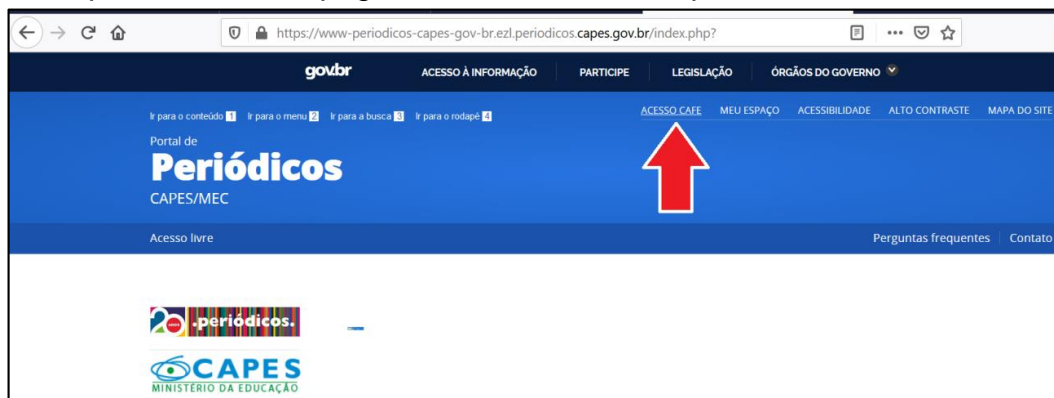 https://www-periodicos-capes-gov-br.ezl.periodicos.capes.gov.br/index.php?
gov.br ACESSO À INFORMAÇÃO PARTICIPE LEGISLAÇÃO ÓRGÃOS DO GOVERNO
Ir para o conteúdo 1 Ir para o menu 2 Ir para a busca 3 Ir para o rodapé 4 ACESSO CAFE MEU ESPAÇO ACESSIBILIDADE ALTO CONTRASTE MAPA DO SITE
Portal de
Periódicos
CAPES/MEC
Acesso livre Perguntas frequentes Contato
20 anos .periódicos.
CAPES
MINISTÉRIO DA EDUCAÇÃO